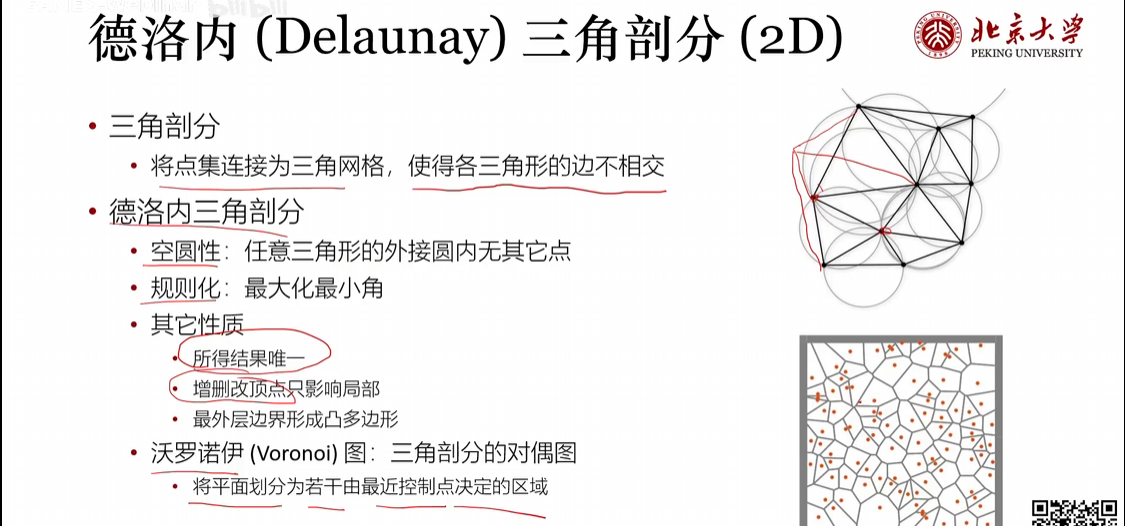 德洛内 (Delaunay) 三角剖分 (2D)
北京大学
PEKING UNIVERSITY
• 三角剖分
• 将点集连接为三角网格，使得各三角形的边不相交
• 德洛内三角剖分
• 空圆性：任意三角形的外接圆内无其它点
• 规则化：最大化最小角
• 其它性质
• 所得结果唯一
• 增删改顶点只影响局部
• 最外层边界形成凸多边形
• 沃罗诺伊 (Voronoi) 图：三角剖分的对偶图
• 将平面划分为若干由最近控制点决定的区域